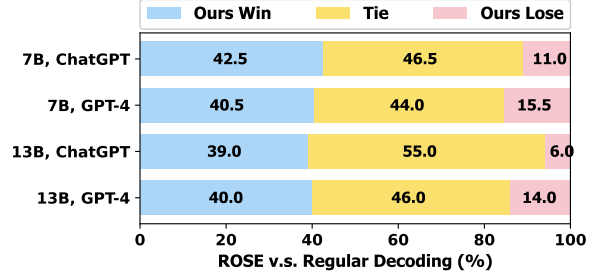 Ours Win Tie Ours Lose
7B, ChatGPT 42.5 46.5 11.0
7B, GPT-4 40.5 44.0 15.5
13B, ChatGPT 39.0 55.0 6.0
13B, GPT-4 40.0 46.0 14.0
0 20 40 60 80 100
ROSE v.s. Regular Decoding (%)